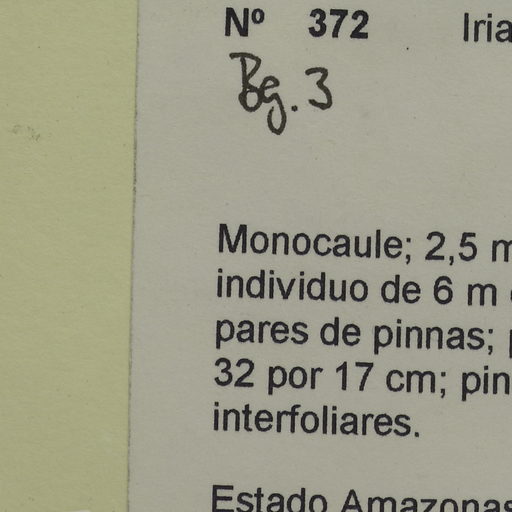 Nº 372 Iria
Bg. 3
Monocaule; 2,5 m
individuo de 6 m
pares de pinnas;
32 por 17 cm; pin
interfoliares.
Estado Amazonas